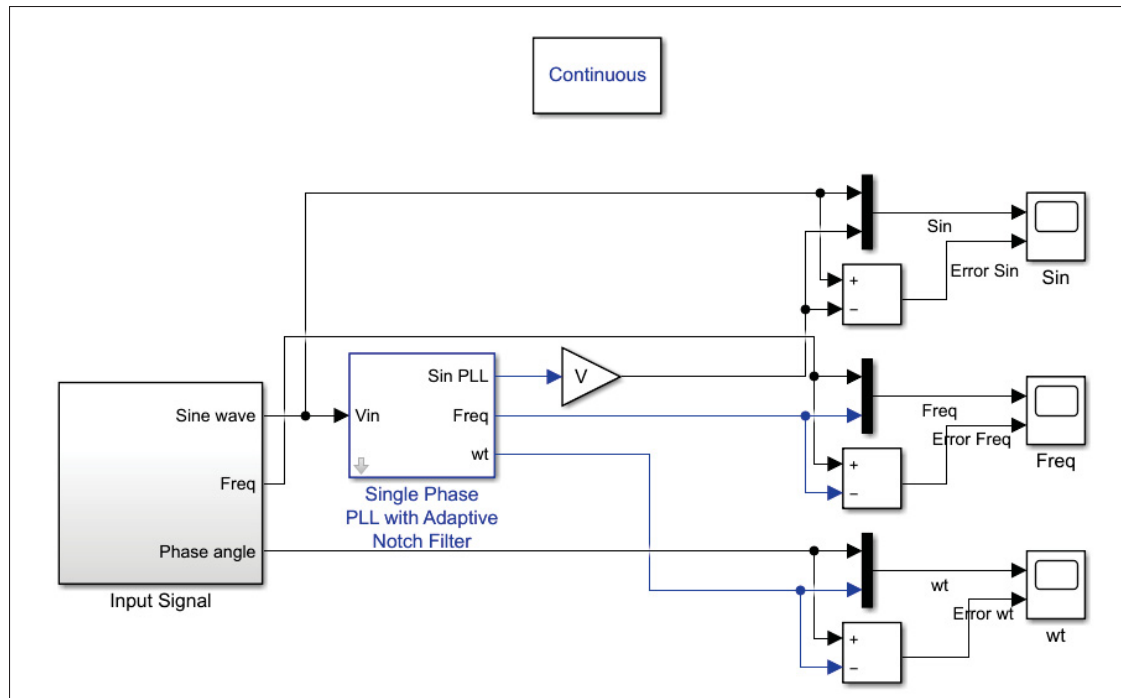 Continuous
Sin
Error Sin
+
−
Sin
Sine wave
Freq
Phase angle
Input Signal
Vin
Sin PLL
Freq
wt
Single Phase
PLL with Adaptive
Notch Filter
V
Freq
Error Freq
+
−
Freq
wt
Error wt
+
−
wt